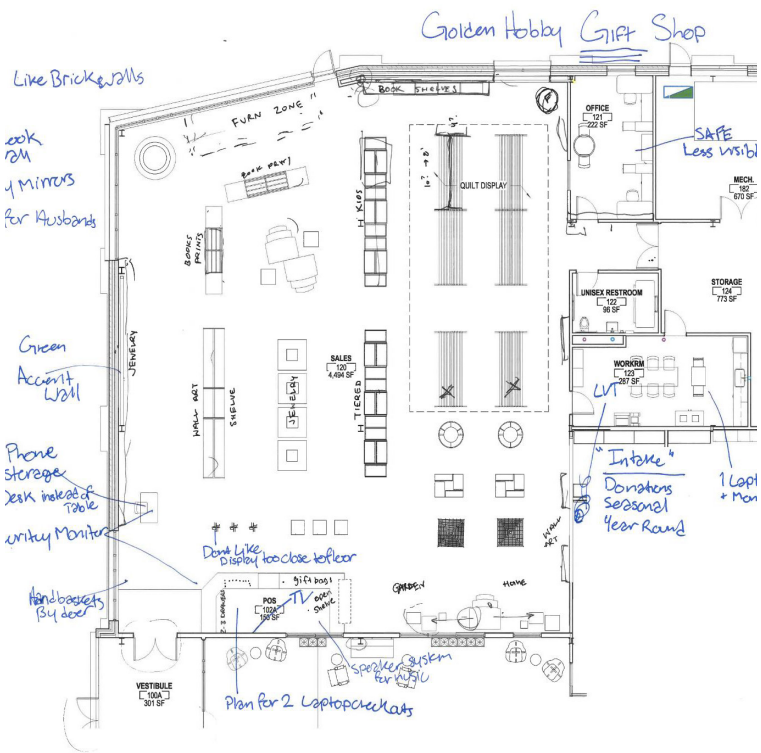 Golden Hobby Gift Shop
Like Brick walls
Mirrors
for Husbands
" FURN ZONE "
BOOK SHELVES
OFFICE
121
222 SF
SAFE
Less visible
MECH.
182
670 SF
BOOKS
PRINTS
H KIDS
10? → 8'
QUILT DISPLAY
UNISEX RESTROOM
122
96 SF
STORAGE
124
773 SF
Green
Accent
Wall
JEWELRY
WALL ART
SHELVE
JEWELRY
SALES
120
4,494 SF
H TIERED
WORKRM
123
287 SF
LVT
"Intake"
Donations
Seasonal
Year Round
Phone
storage
Desk instead of
Table
Monitor
Dont Like
Display too close to floor
WALL
ART
Handbaskets
By door
gift bags
POS
102A
150 SF
TV
open
shelve
GARDEN
Home
Speaker system
for music
VESTIBULE
100A
301 SF
Plan for 2 Laptop checkouts